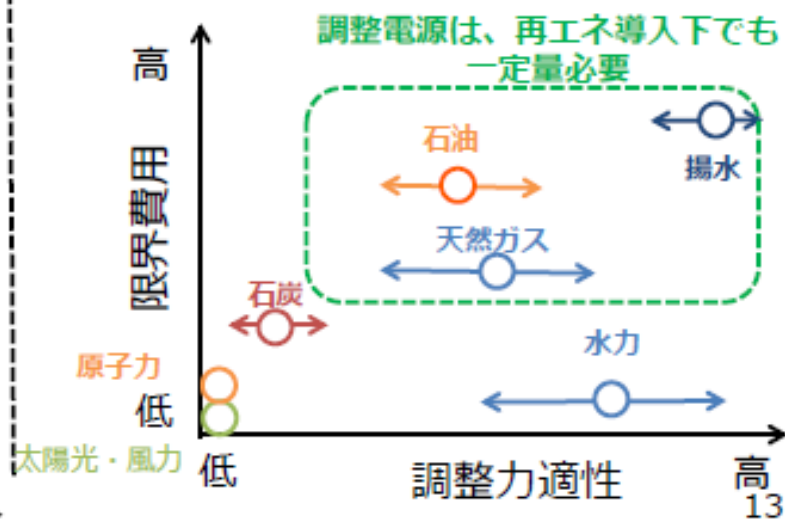 調整電源は、再エネ導入下でも
一定量必要
高
限界費用
石油
揚水
天然ガス
石炭
水力
原子力
低
太陽光・風力
低
調整力適性
高
13